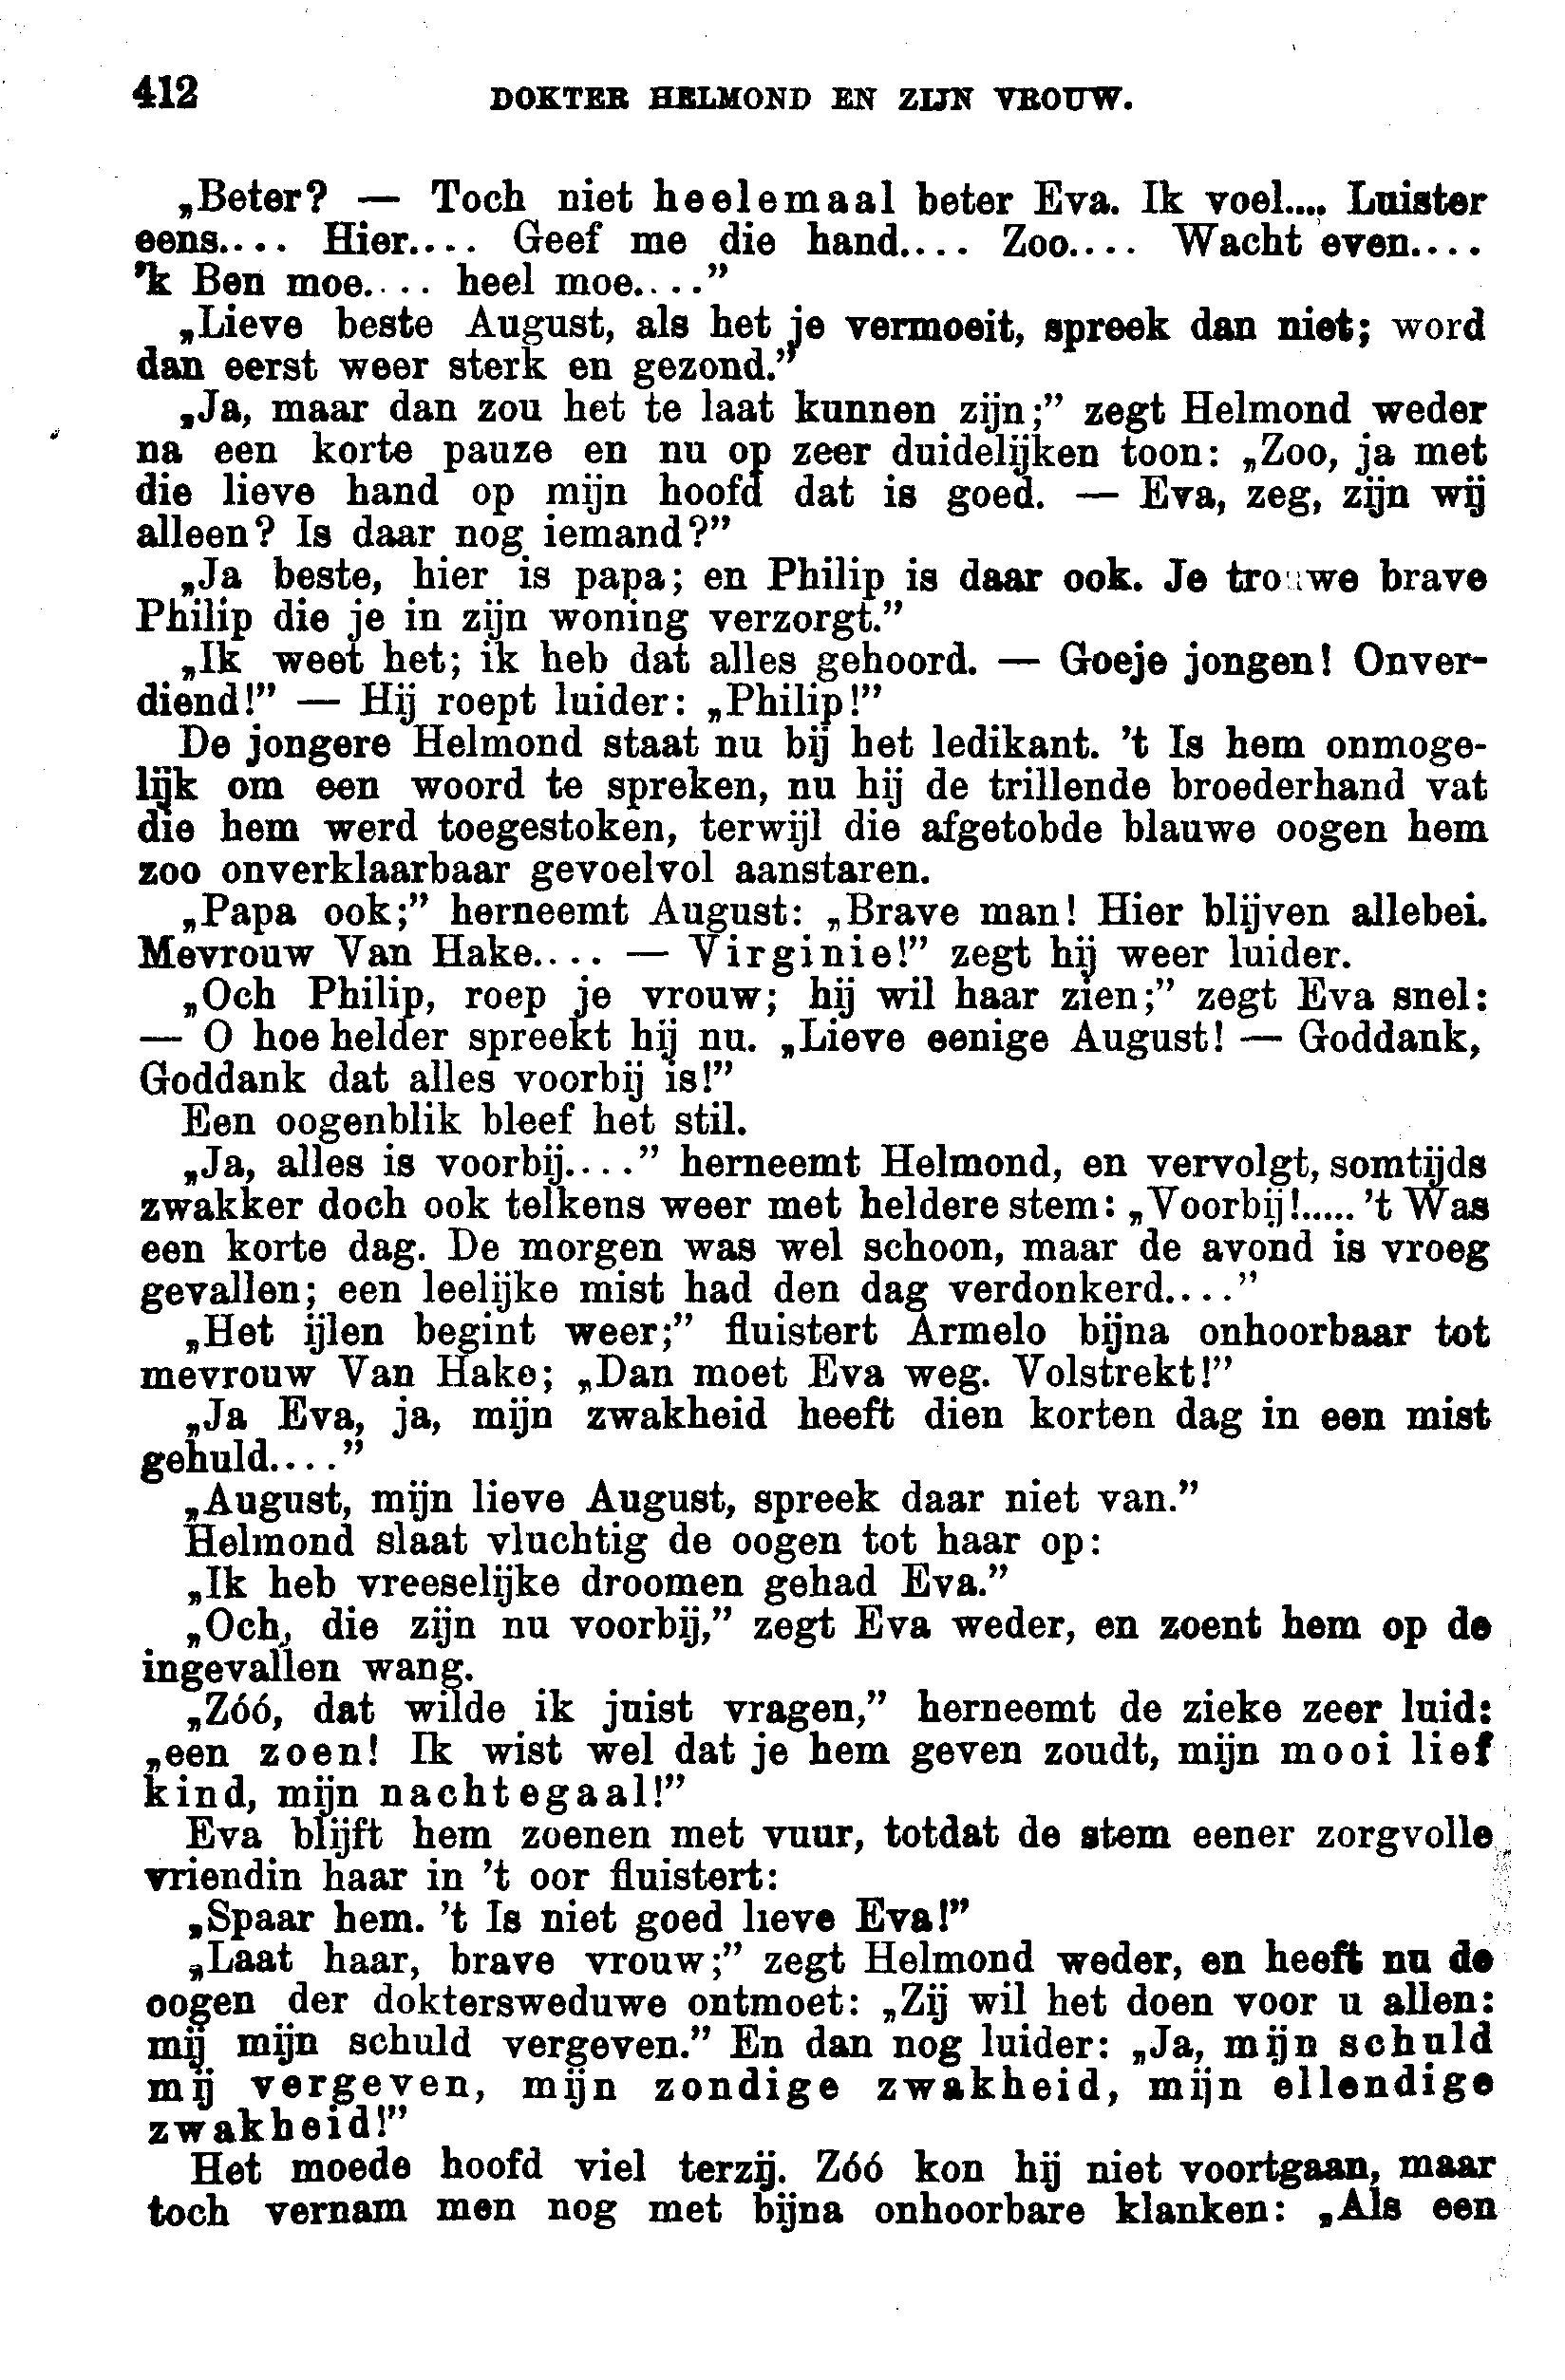 412 DOKTER HELMOND EN ZIJN VROUW.
„Beter? — Toch niet heelemaal beter Eva. Ik voel.... Luister
eens.... Hier.... Geef me die hand.... Zoo.... Wacht even....
'k Ben moe.... heel moe....”
„Lieve beste August, als het je vermoeit, spreek dan niet; word
dan eerst weer sterk en gezond.”
„Ja, maar dan zou het te laat kunnen zijn;” zegt Helmond weder
na een korte pauze en nu op zeer duidelijken toon: „Zoo, ja met
die lieve hand op mijn hoofd dat is goed. — Eva, zeg, zijn wij
alleen? Is daar nog iemand?”
„Ja beste, hier is papa; en Philip is daar ook. Je trouwe brave
Philip die je in zijn woning verzorgt.”
„Ik weet het; ik heb dat alles gehoord. — Goeje jongen! Onver-
diend!” — Hij roept luider: „Philip!”
De jongere Helmond staat nu bij het ledikant. 't Is hem onmoge-
lijk om een woord te spreken, nu hij de trillende broederhand vat
die hem werd toegestoken, terwijl die afgetobde blauwe oogen hem
zoo onverklaarbaar gevoelvol aanstaren.
„Papa ook;” herneemt August: „Brave man! Hier blijven allebei.
Mevrouw Van Hake.... — Virginie!” zegt hij weer luider.
„Och Philip, roep je vrouw; hij wil haar zien;” zegt Eva snel:
— O hoe helder spreekt hij nu. „Lieve eenige August! — Goddank,
Goddank dat alles voorbij is!”
Een oogenblik bleef het stil.
„Ja, alles is voorbij....” herneemt Helmond, en vervolgt, somtijds
zwakker doch ook telkens weer met heldere stem: „Voorbij!..... 't Was
een korte dag. De morgen was wel schoon, maar de avond is vroeg
gevallen; een leelijke mist had den dag verdonkerd....”
„Het ijlen begint weer;” fluistert Armelo bijna onhoorbaar tot
mevrouw Van Hake; „Dan moet Eva weg. Volstrekt!”
„Ja Eva, ja, mijn zwakheid heeft dien korten dag in een mist
gehuld....”
„August, mijn lieve August, spreek daar niet van.”
Helmond slaat vluchtig de oogen tot haar op:
„Ik heb vreeselijke droomen gehad Eva.”
„Och, die zijn nu voorbij,” zegt Eva weder, en zoent hem op de
ingevallen wang.
„Zóó, dat wilde ik juist vragen,” herneemt de zieke zeer luid:
„een zoen! Ik wist wel dat je hem geven zoudt, mijn mooi lief
kind, mijn nachtegaal!”
Eva blijft hem zoenen met vuur, totdat de stem eener zorgvolle
vriendin haar in 't oor fluistert:
„Spaar hem. 't Is niet goed lieve Eva!”
„Laat haar, brave vrouw;” zegt Helmond weder, en heeft nu de
oogen der doktersweduwe ontmoet: „Zij wil het doen voor u allen:
mij mijn schuld vergeven.” En dan nog luider: „Ja, mijn schuld
mij vergeven, mijn zondige zwakheid, mijn ellendige
zwakheid!”
Het moede hoofd viel terzij. Zóó kon hij niet voortgaan, maar
toch vernam men nog met bijna onhoorbare klanken: „Als een